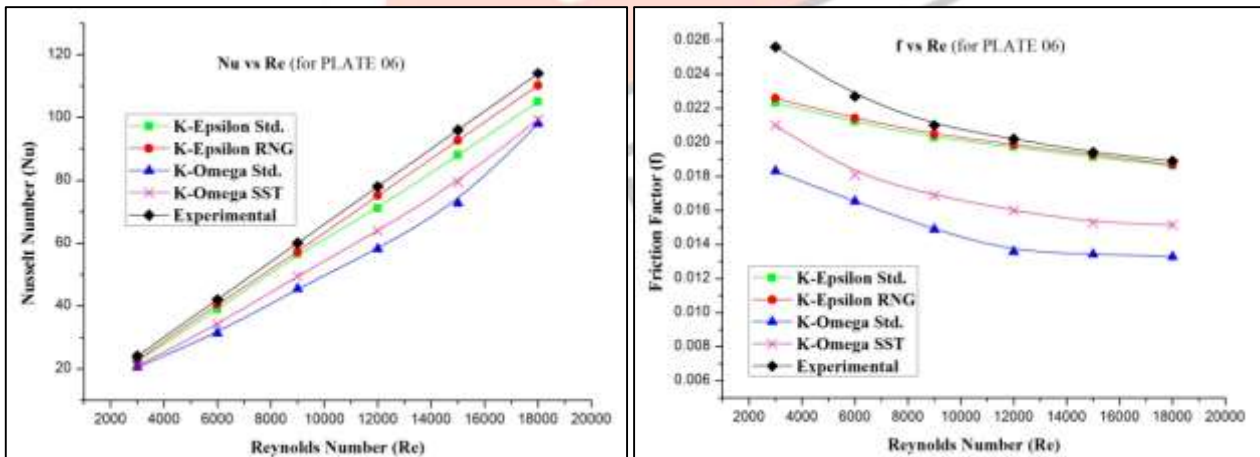 Nu vs Re (for PLATE 06)
K-Epsilon Std.
K-Epsilon RNG
K-Omega Std.
K-Omega SST
Experimental
Nusselt Number (Nu)
120
100
80
60
40
20
2000 4000 6000 8000 10000 12000 14000 16000 18000 20000
Reynolds Number (Re)
f vs Re (for PLATE 06)
K-Epsilon Std.
K-Epsilon RNG
K-Omega Std.
K-Omega SST
Experimental
Friction Factor (f)
0.026
0.024
0.022
0.020
0.018
0.016
0.014
0.012
0.010
0.008
0.006
2000 4000 6000 8000 10000 12000 14000 16000 18000 20000
Reynolds Number (Re)